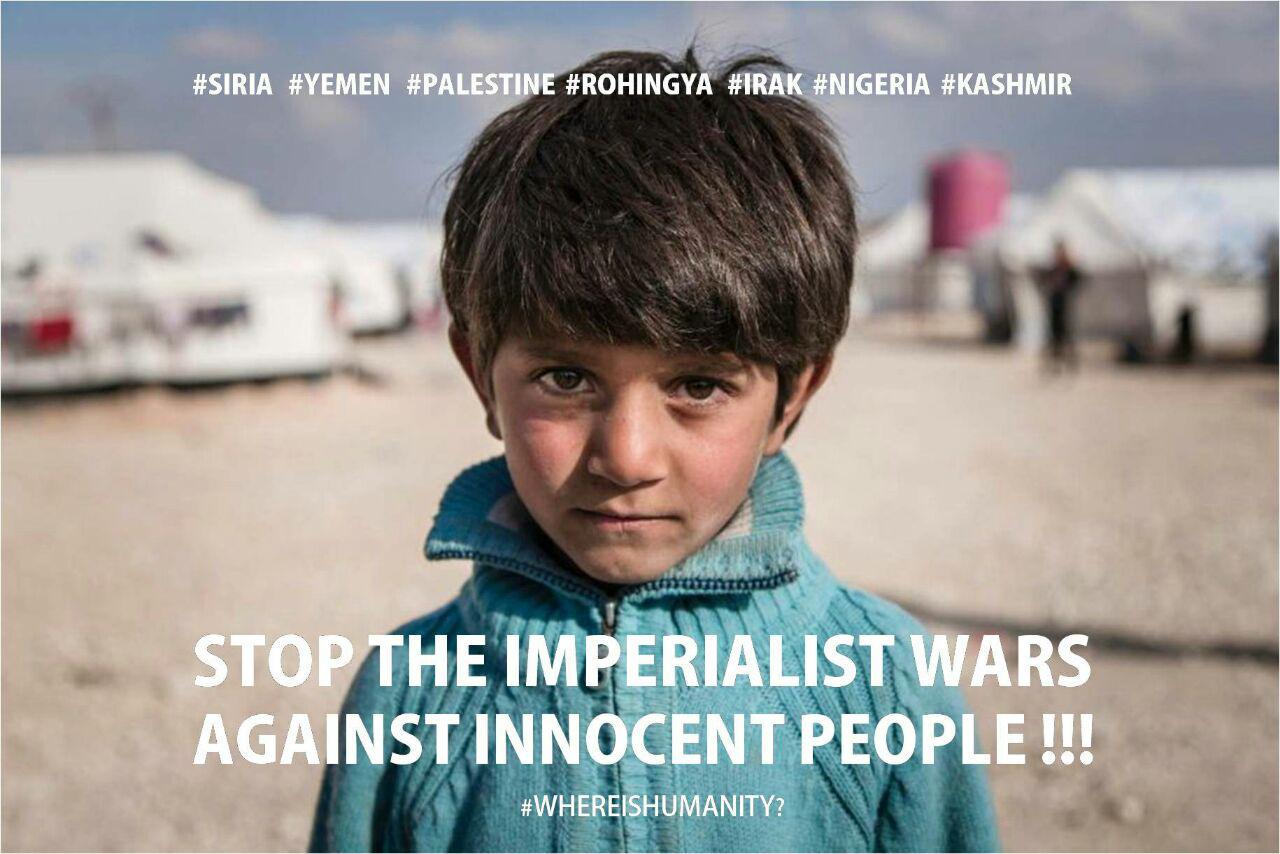 #SIRIA #YEMEN #PALESTINE #ROHINGYA #IRAK #NIGERIA #KASHMIR
STOP THE IMPERIALIST WARS
AGAINST INNOCENT PEOPLE !!!
#WHEREISHUMANITY?